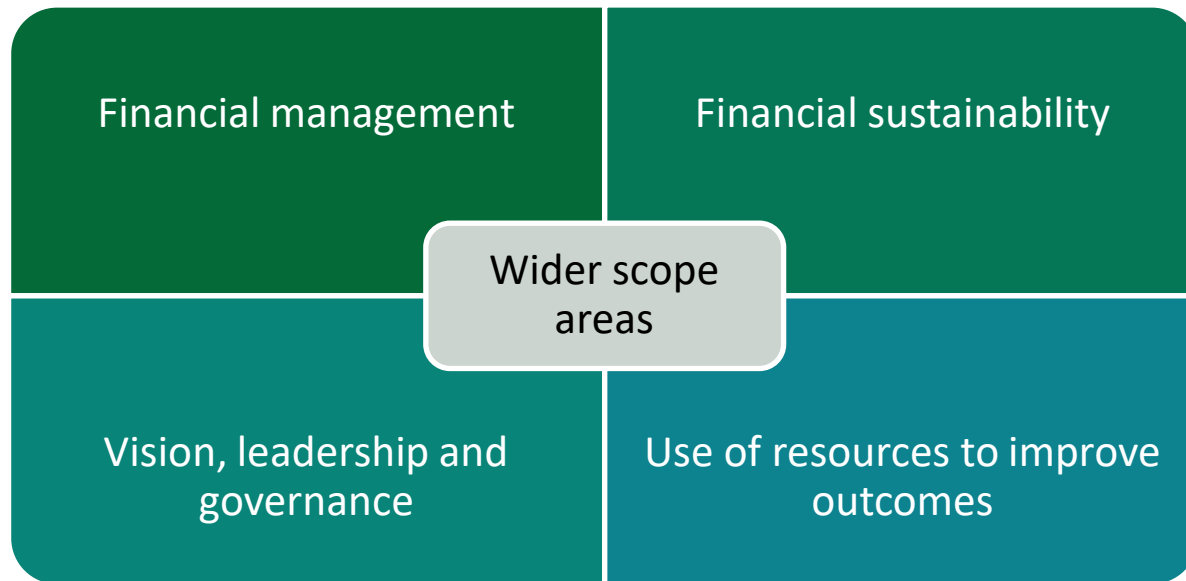 Financial management
Financial sustainability
Wider scope
areas
Vision, leadership and
governance
Use of resources to improve
outcomes